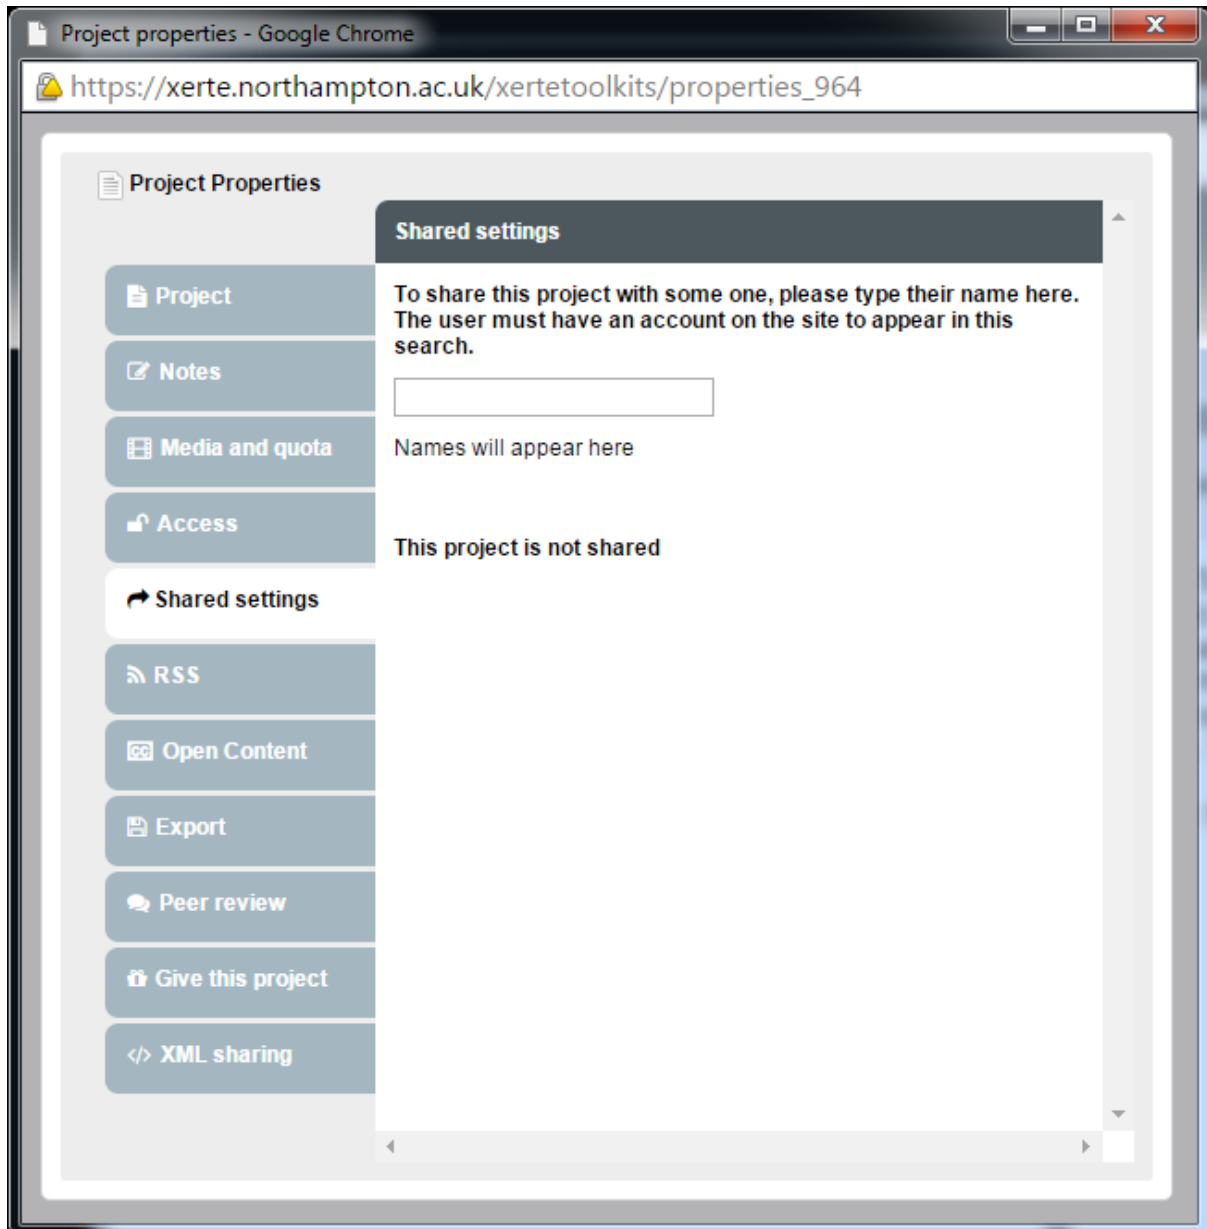 Project properties - Google Chrome
https://xerte.northampton.ac.uk/xertetoolkits/properties_964
Project Properties
Shared settings
Project
Notes
Media and quota
Access
Shared settings
RSS
Open Content
Export
Peer review
Give this project
XML sharing
To share this project with some one, please type their name here.
The user must have an account on the site to appear in this
search.
Names will appear here
This project is not shared